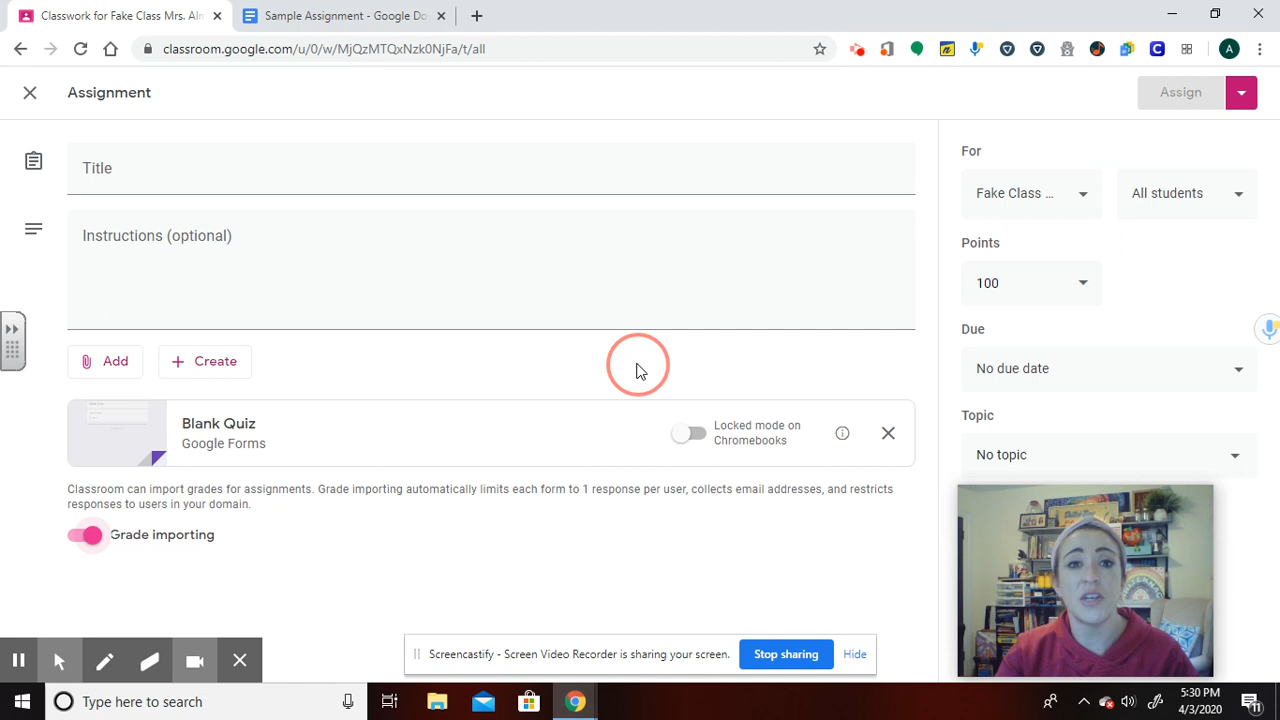 Classwork for Fake Class Mrs. Alm
Sample Assignment - Google Do
classroom.google.com/u/0/w/MjQzMTQxNzk0NjFa/t/all
A
Assignment
Assign
Title
For
Fake Class ...
All students
Instructions (optional)
Points
100
Due
Add
Create
No due date
Topic
Blank Quiz
Google Forms
Locked mode on
Chromebooks
No topic
Classroom can import grades for assignments. Grade importing automatically limits each form to 1 response per user, collects email addresses, and restricts
responses to users in your domain.
Grade importing
Screencastify - Screen Video Recorder is sharing your screen.
Stop sharing
Hide
Type here to search
5:30 PM
4/3/2020
11